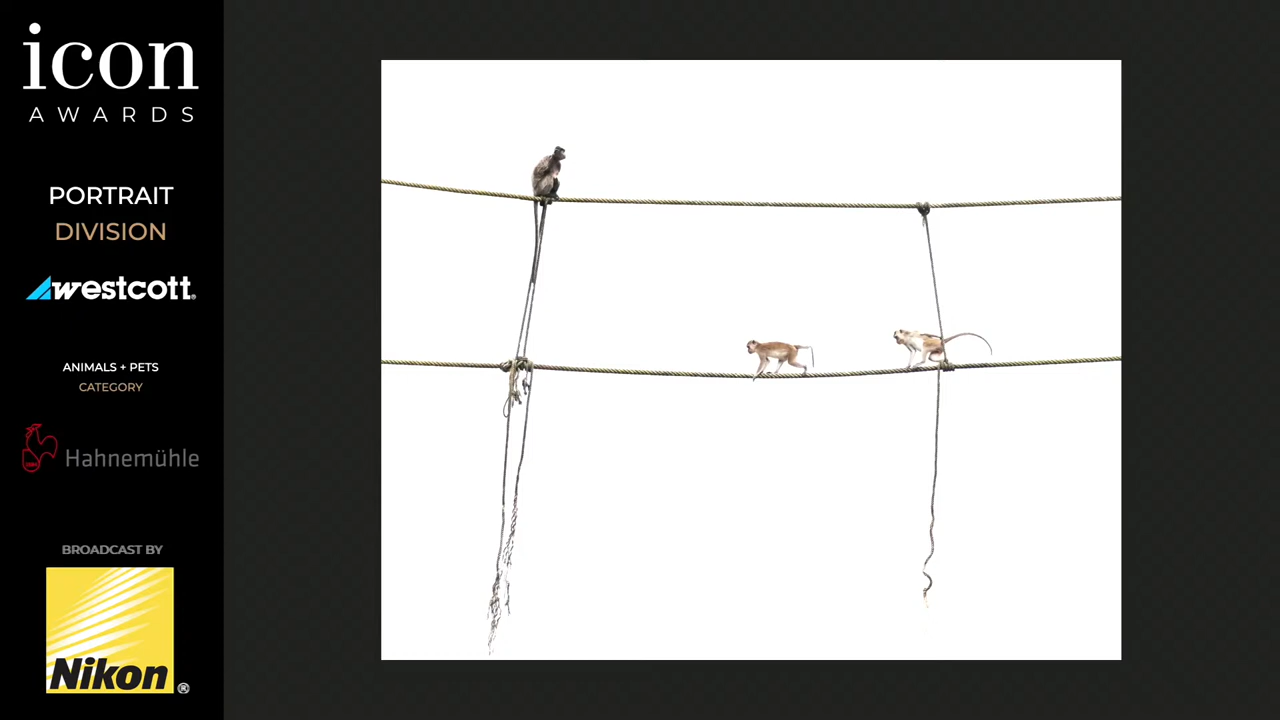 icon
AWARDS
PORTRAIT
DIVISION
westcott®
ANIMALS + PETS
CATEGORY
Hahnemühle
BROADCAST BY
Nikon®